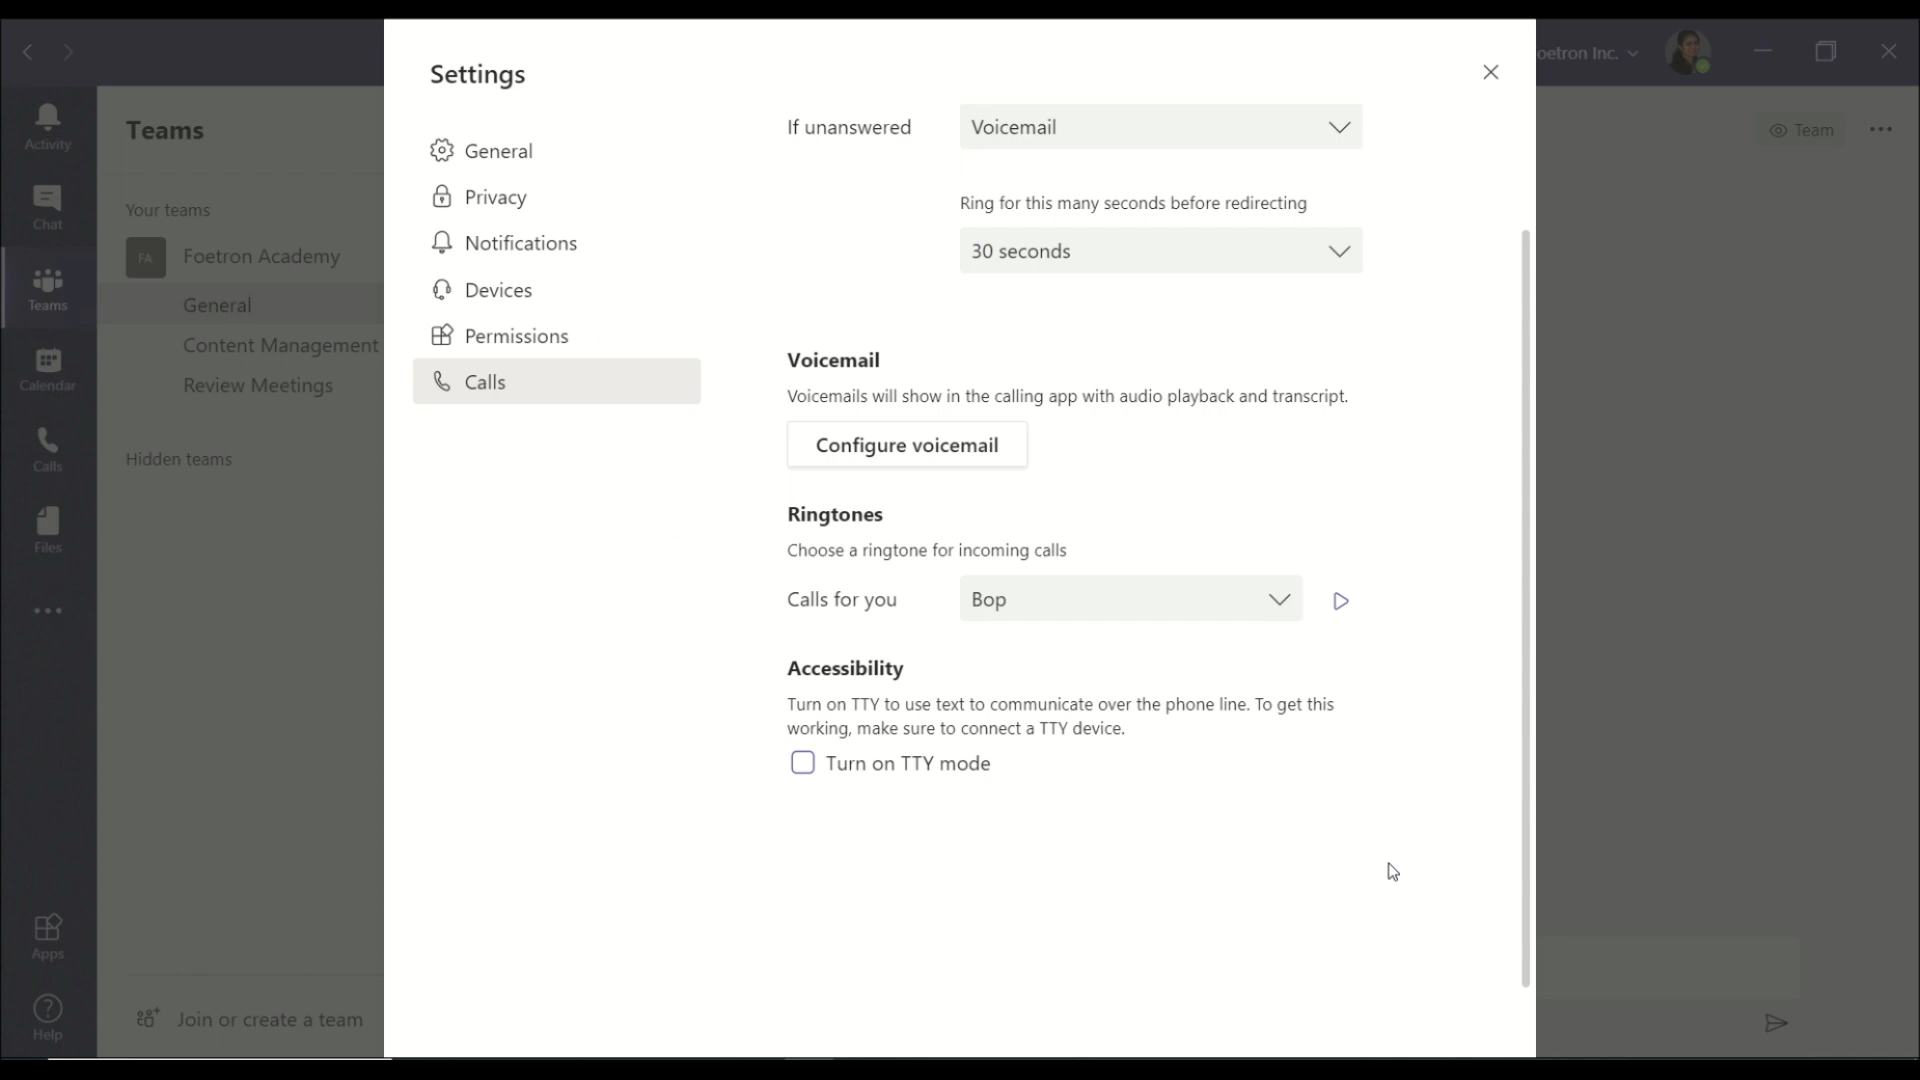 oetron Inc.
Activity
Chat
Teams
Calendar
Calls
Files
Apps
Help
Teams
Your teams
FA
Foetron Academy
General
Content Management
Review Meetings
Hidden teams
Join or create a team
Settings
General
Privacy
Notifications
Devices
Permissions
Calls
If unanswered
Voicemail
Ring for this many seconds before redirecting
30 seconds
Voicemail
Voicemails will show in the calling app with audio playback and transcript.
Configure voicemail
Ringtones
Choose a ringtone for incoming calls
Calls for you
Bop
Accessibility
Turn on TTY to use text to communicate over the phone line. To get this
working, make sure to connect a TTY device.
Turn on TTY mode
Team